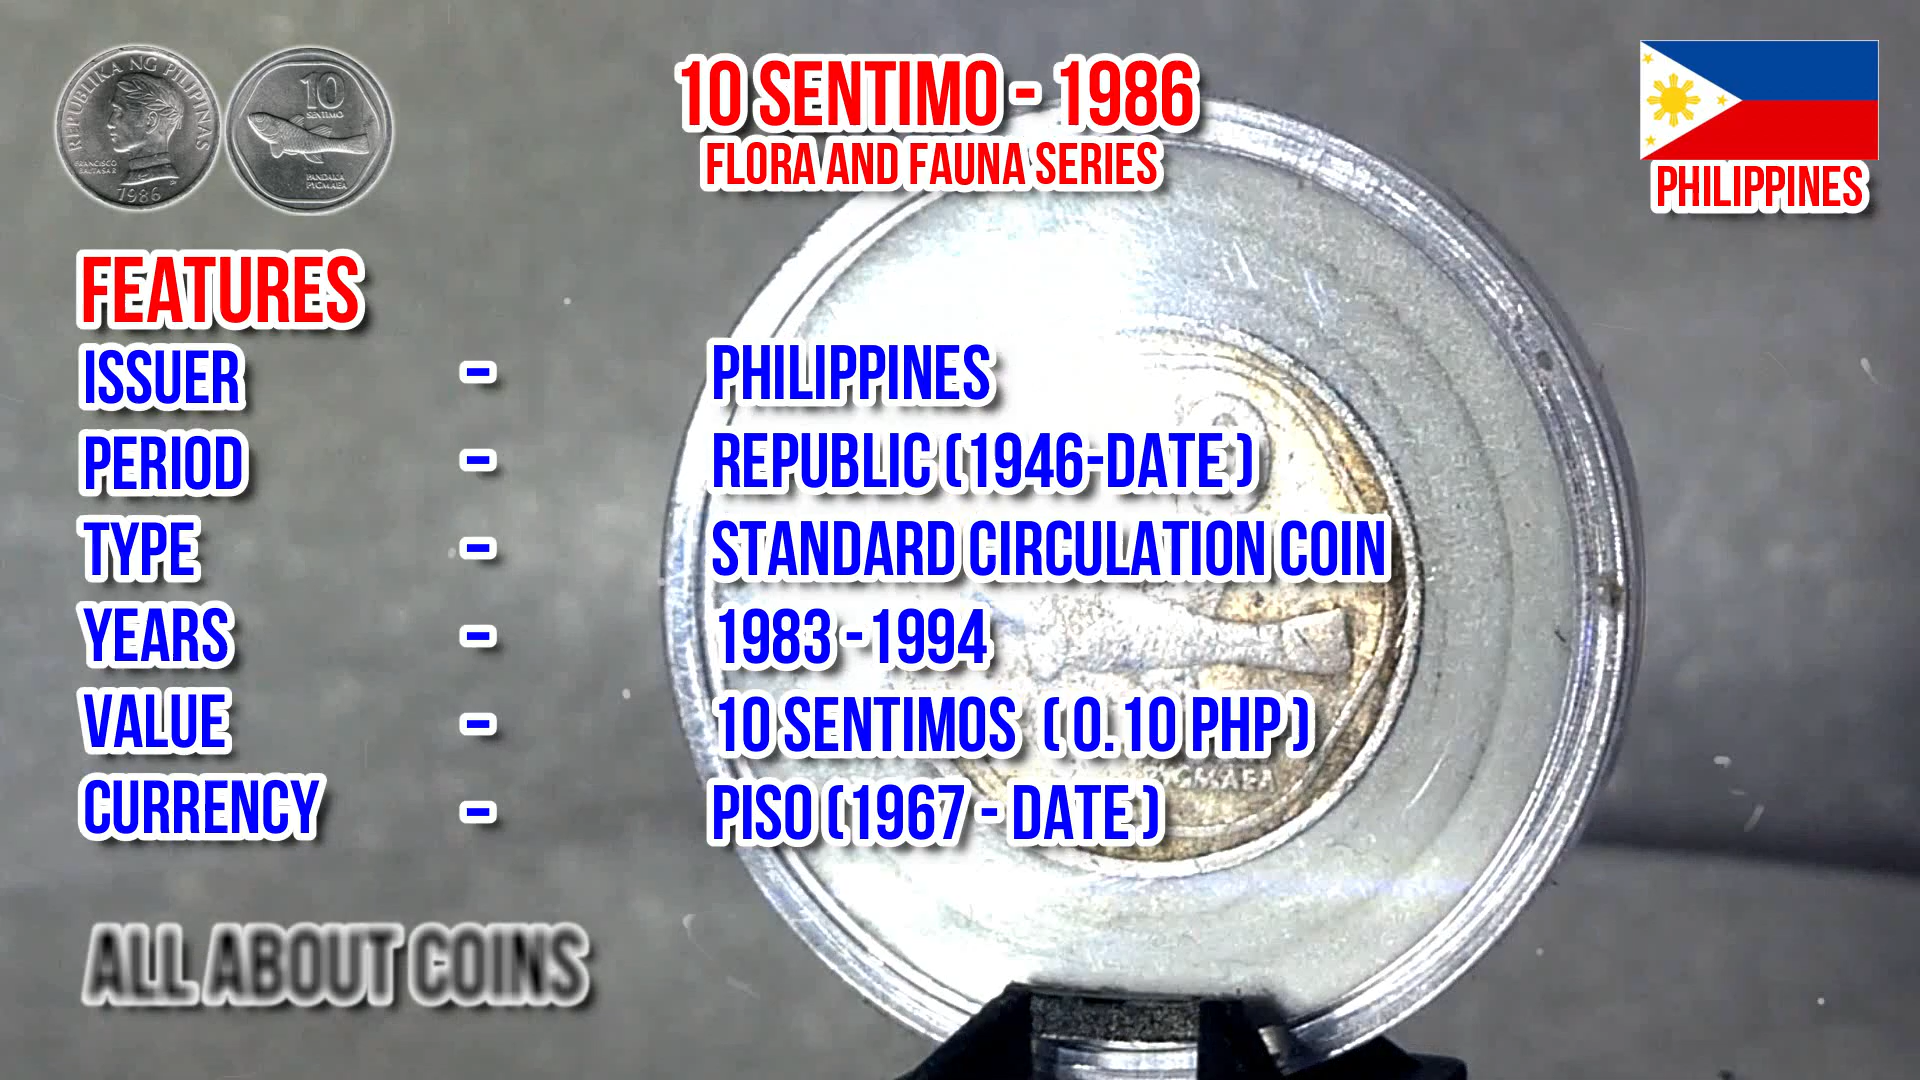 REPUBLIKA NG PILIPINAS
FRANCISCO
BALTASAR
1986
10
SENTIMO
PANDAKA
PYGMAEA
10 SENTIMO - 1986
FLORA AND FAUNA SERIES
PHILIPPINES
FEATURES
ISSUER - PHILIPPINES
PERIOD - REPUBLIC (1946-DATE)
TYPE - STANDARD CIRCULATION COIN
YEARS - 1983 - 1994
VALUE - 10 SENTIMOS (0.10 PHP)
CURRENCY - PISO (1967 - DATE)
ALL ABOUT COINS